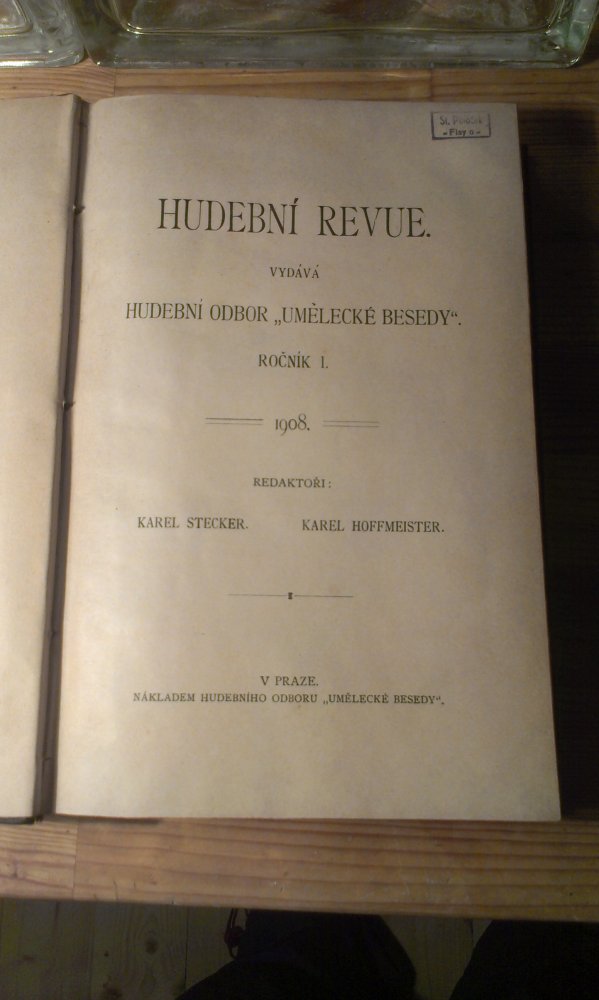 St.
HUDEBNÍ REVUE.
VYDÁVÁ
HUDEBNÍ ODBOR „UMĚLECKÉ BESEDY“.
ROČNÍK I.
1908.
REDAKTOŘI:
KAREL STECKER. KAREL HOFFMEISTER.
V PRAZE.
NÁKLADEM HUDEBNÍHO ODBORU „UMĚLECKÉ BESEDY“.